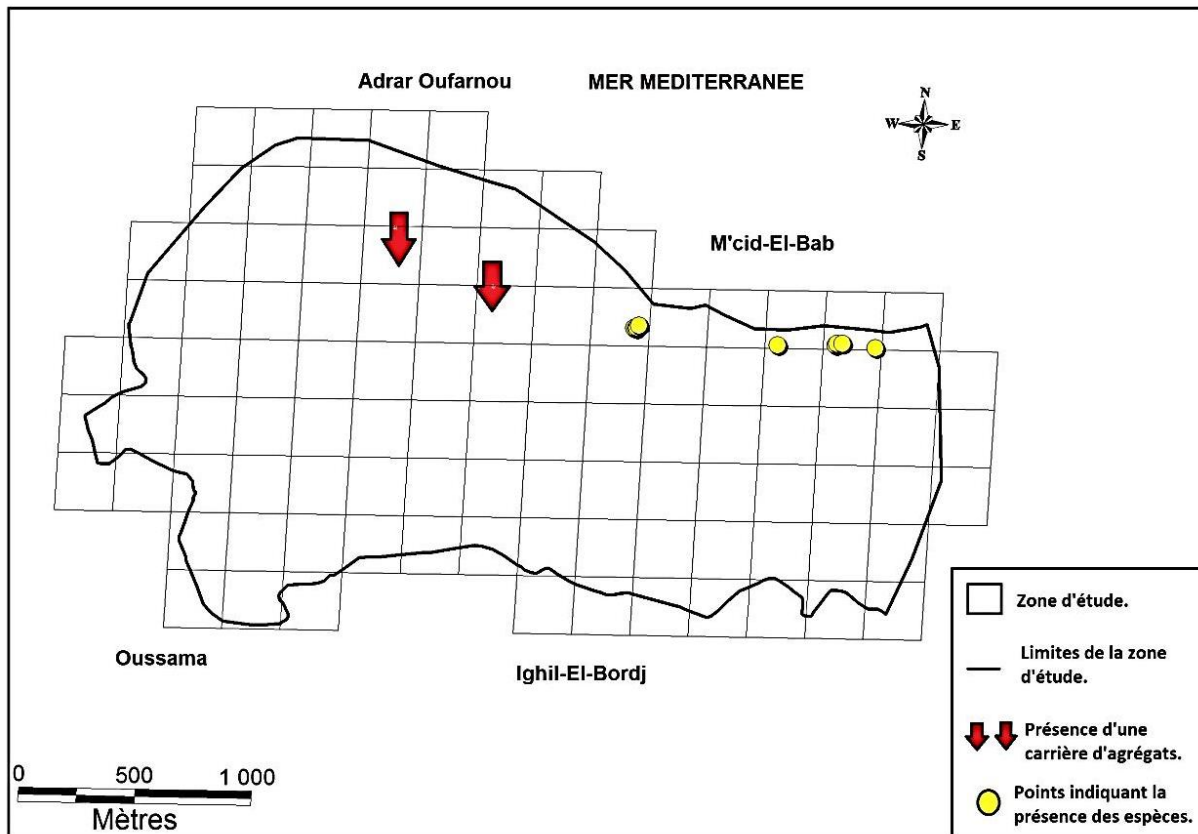 Adrar Oufarnou
MER MEDITERRANEE
N
W E
S
M'cid-El-Bab
Oussama
Ighil-El-Bordj
Zone d'étude.
Limites de la zone
d'étude.
Présence d'une
carrière d'agrégats.
Points indiquant la
présence des espèces.
0 500 1 000
Mètres